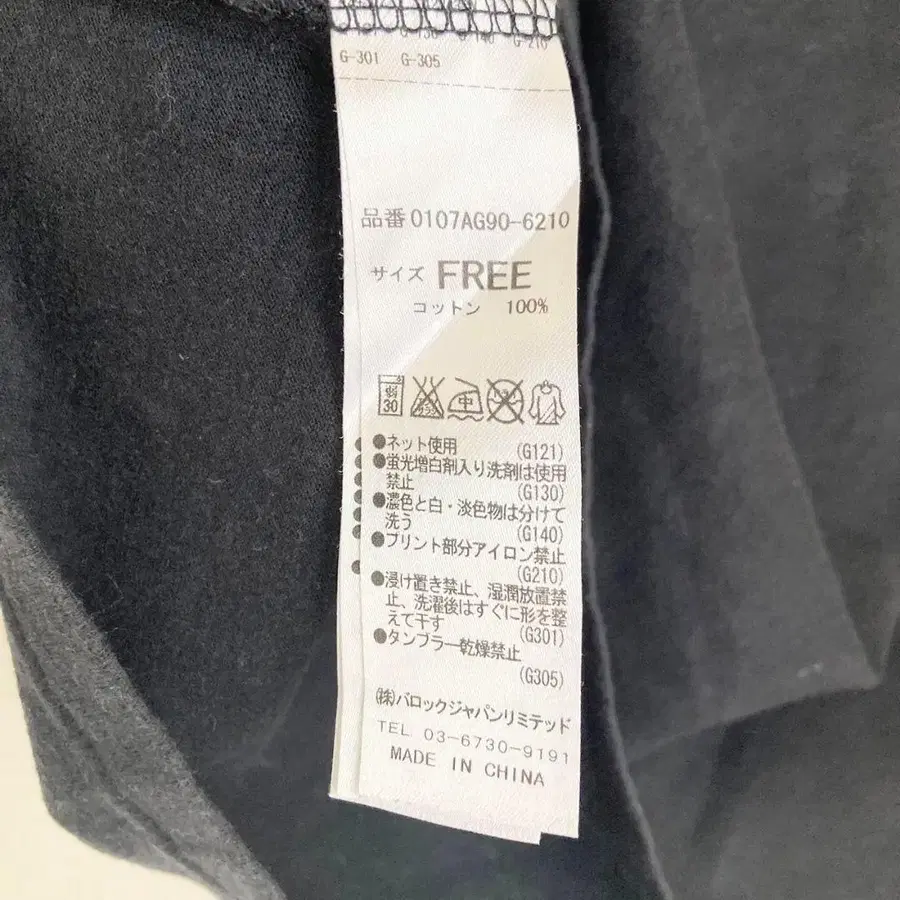 G-140 G-210
G-301 G-305
品番 0107AG90-6210
サイズ FREE
コットン 100%
弱
30
中
●ネット使用 (G121)
●蛍光増白剤入り洗剤は使用
禁止 (G130)
●濃色と白・淡色物は分けて
洗う (G140)
●プリント部分アイロン禁止
(G210)
●浸け置き禁止、湿潤放置禁
止、洗濯後はすぐに形を整
えて干す (G301)
●タンブラー乾燥禁止
(G305)
㈱バロックジャパンリミテッド
TEL 03-6730-9191
MADE IN CHINA